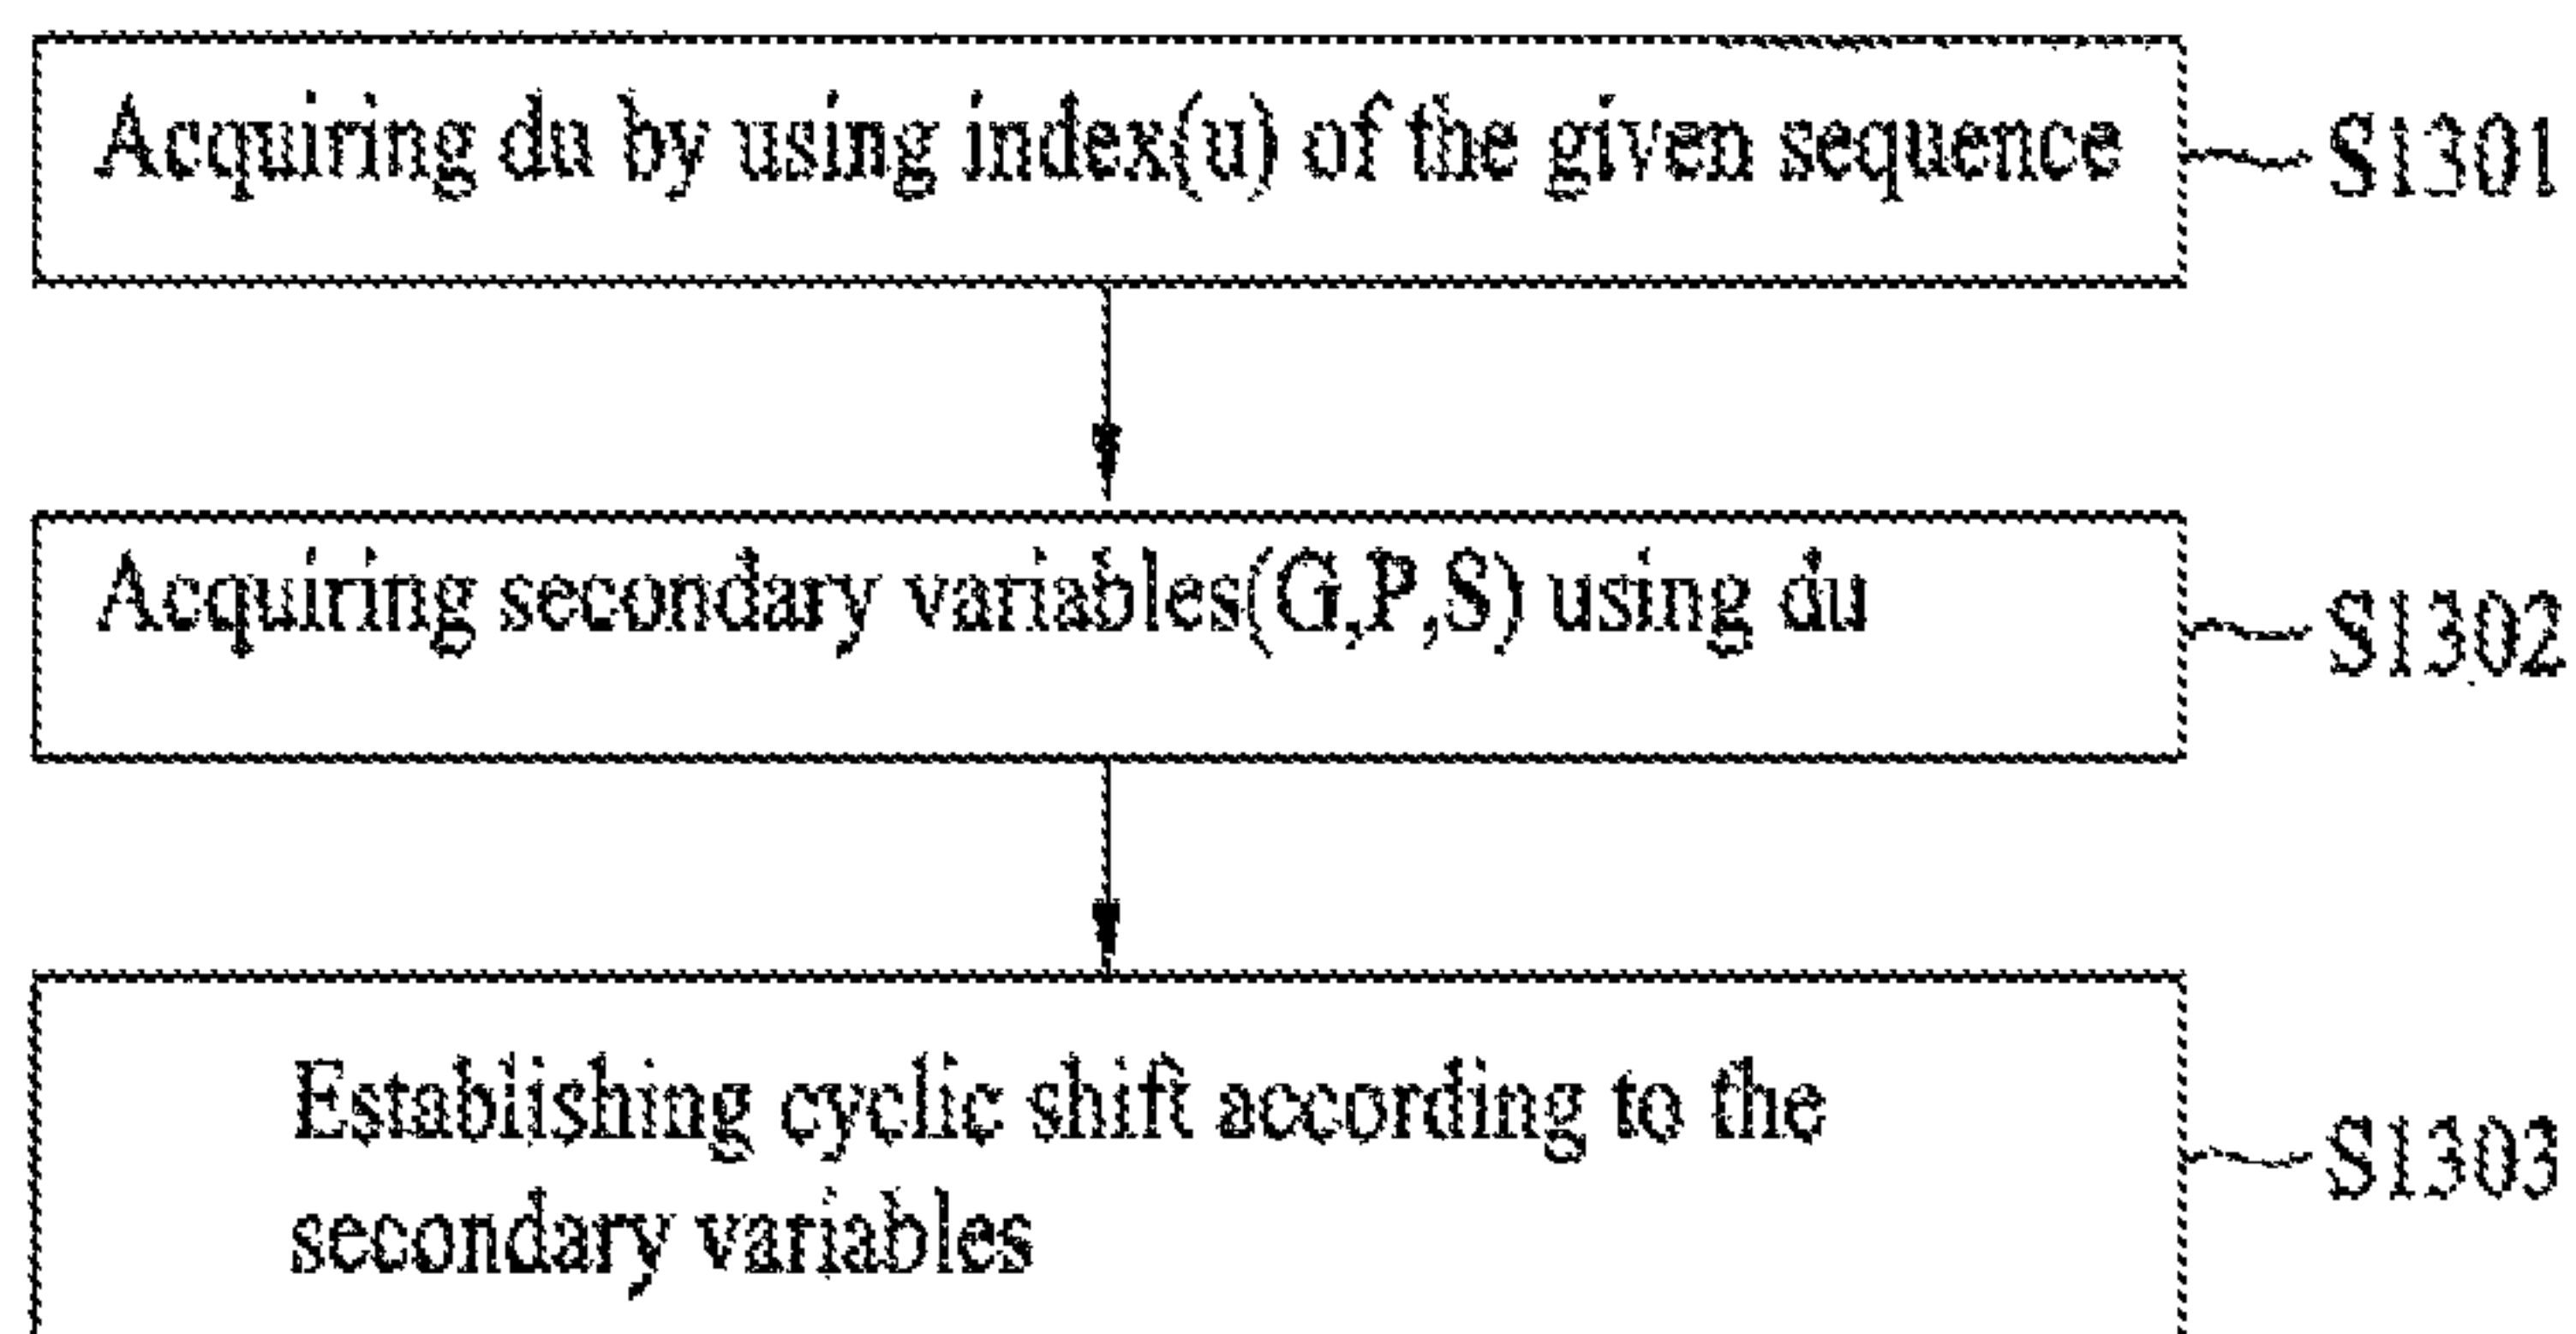 Acquiring du by using index(u) of the given sequence
S1301
Acquiring secondary variables(G,P,S) using du
S1302
Establishing cyclic shift according to the
secondary variables
S1303